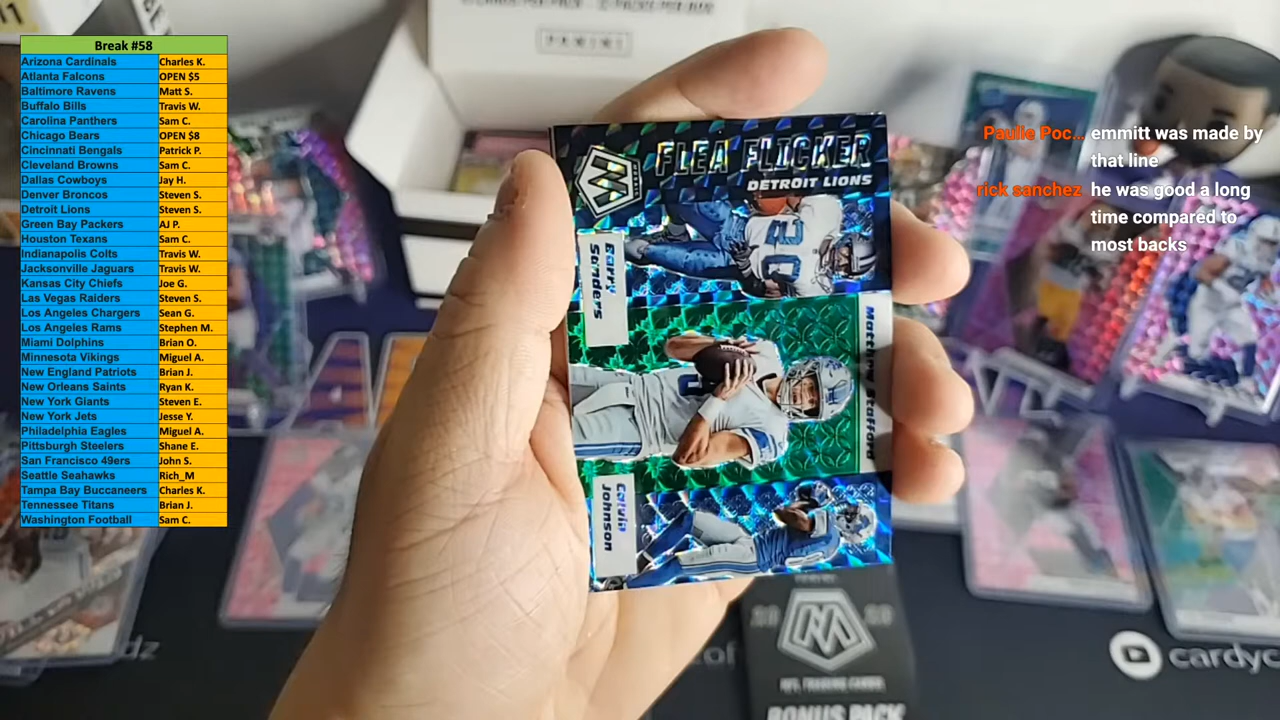 Break #58
Arizona Cardinals Charles K.
Atlanta Falcons OPEN $5
Baltimore Ravens Matt S.
Buffalo Bills Travis W.
Carolina Panthers Sam C.
Chicago Bears OPEN $8
Cincinnati Bengals Patrick P.
Cleveland Browns Sam C.
Dallas Cowboys Jay H.
Denver Broncos Steven S.
Detroit Lions Steven S.
Green Bay Packers AJ P.
Houston Texans Sam C.
Indianapolis Colts Travis W.
Jacksonville Jaguars Travis W.
Kansas City Chiefs Joe G.
Las Vegas Raiders Steven S.
Los Angeles Chargers Sean G.
Los Angeles Rams Stephen M.
Miami Dolphins Brian O.
Minnesota Vikings Miguel A.
New England Patriots Brian J.
New Orleans Saints Ryan K.
New York Giants Steven E.
New York Jets Jesse Y.
Philadelphia Eagles Miguel A.
Pittsburgh Steelers Shane E.
San Francisco 49ers John S.
Seattle Seahawks Rich_M
Tampa Bay Buccaneers Charles K.
Tennessee Titans Brian J.
Washington Football Sam C.
PANINI
FLEA FLICKER
DETROIT LIONS
Barry
Sanders
Matthew Stafford
Calvin
Johnson
Paulie Poc... emmitt was made by
that line
rick sanchez he was good a long
time compared to
most backs
NFL TRADING CARDS
BONUS PACK
cardyc